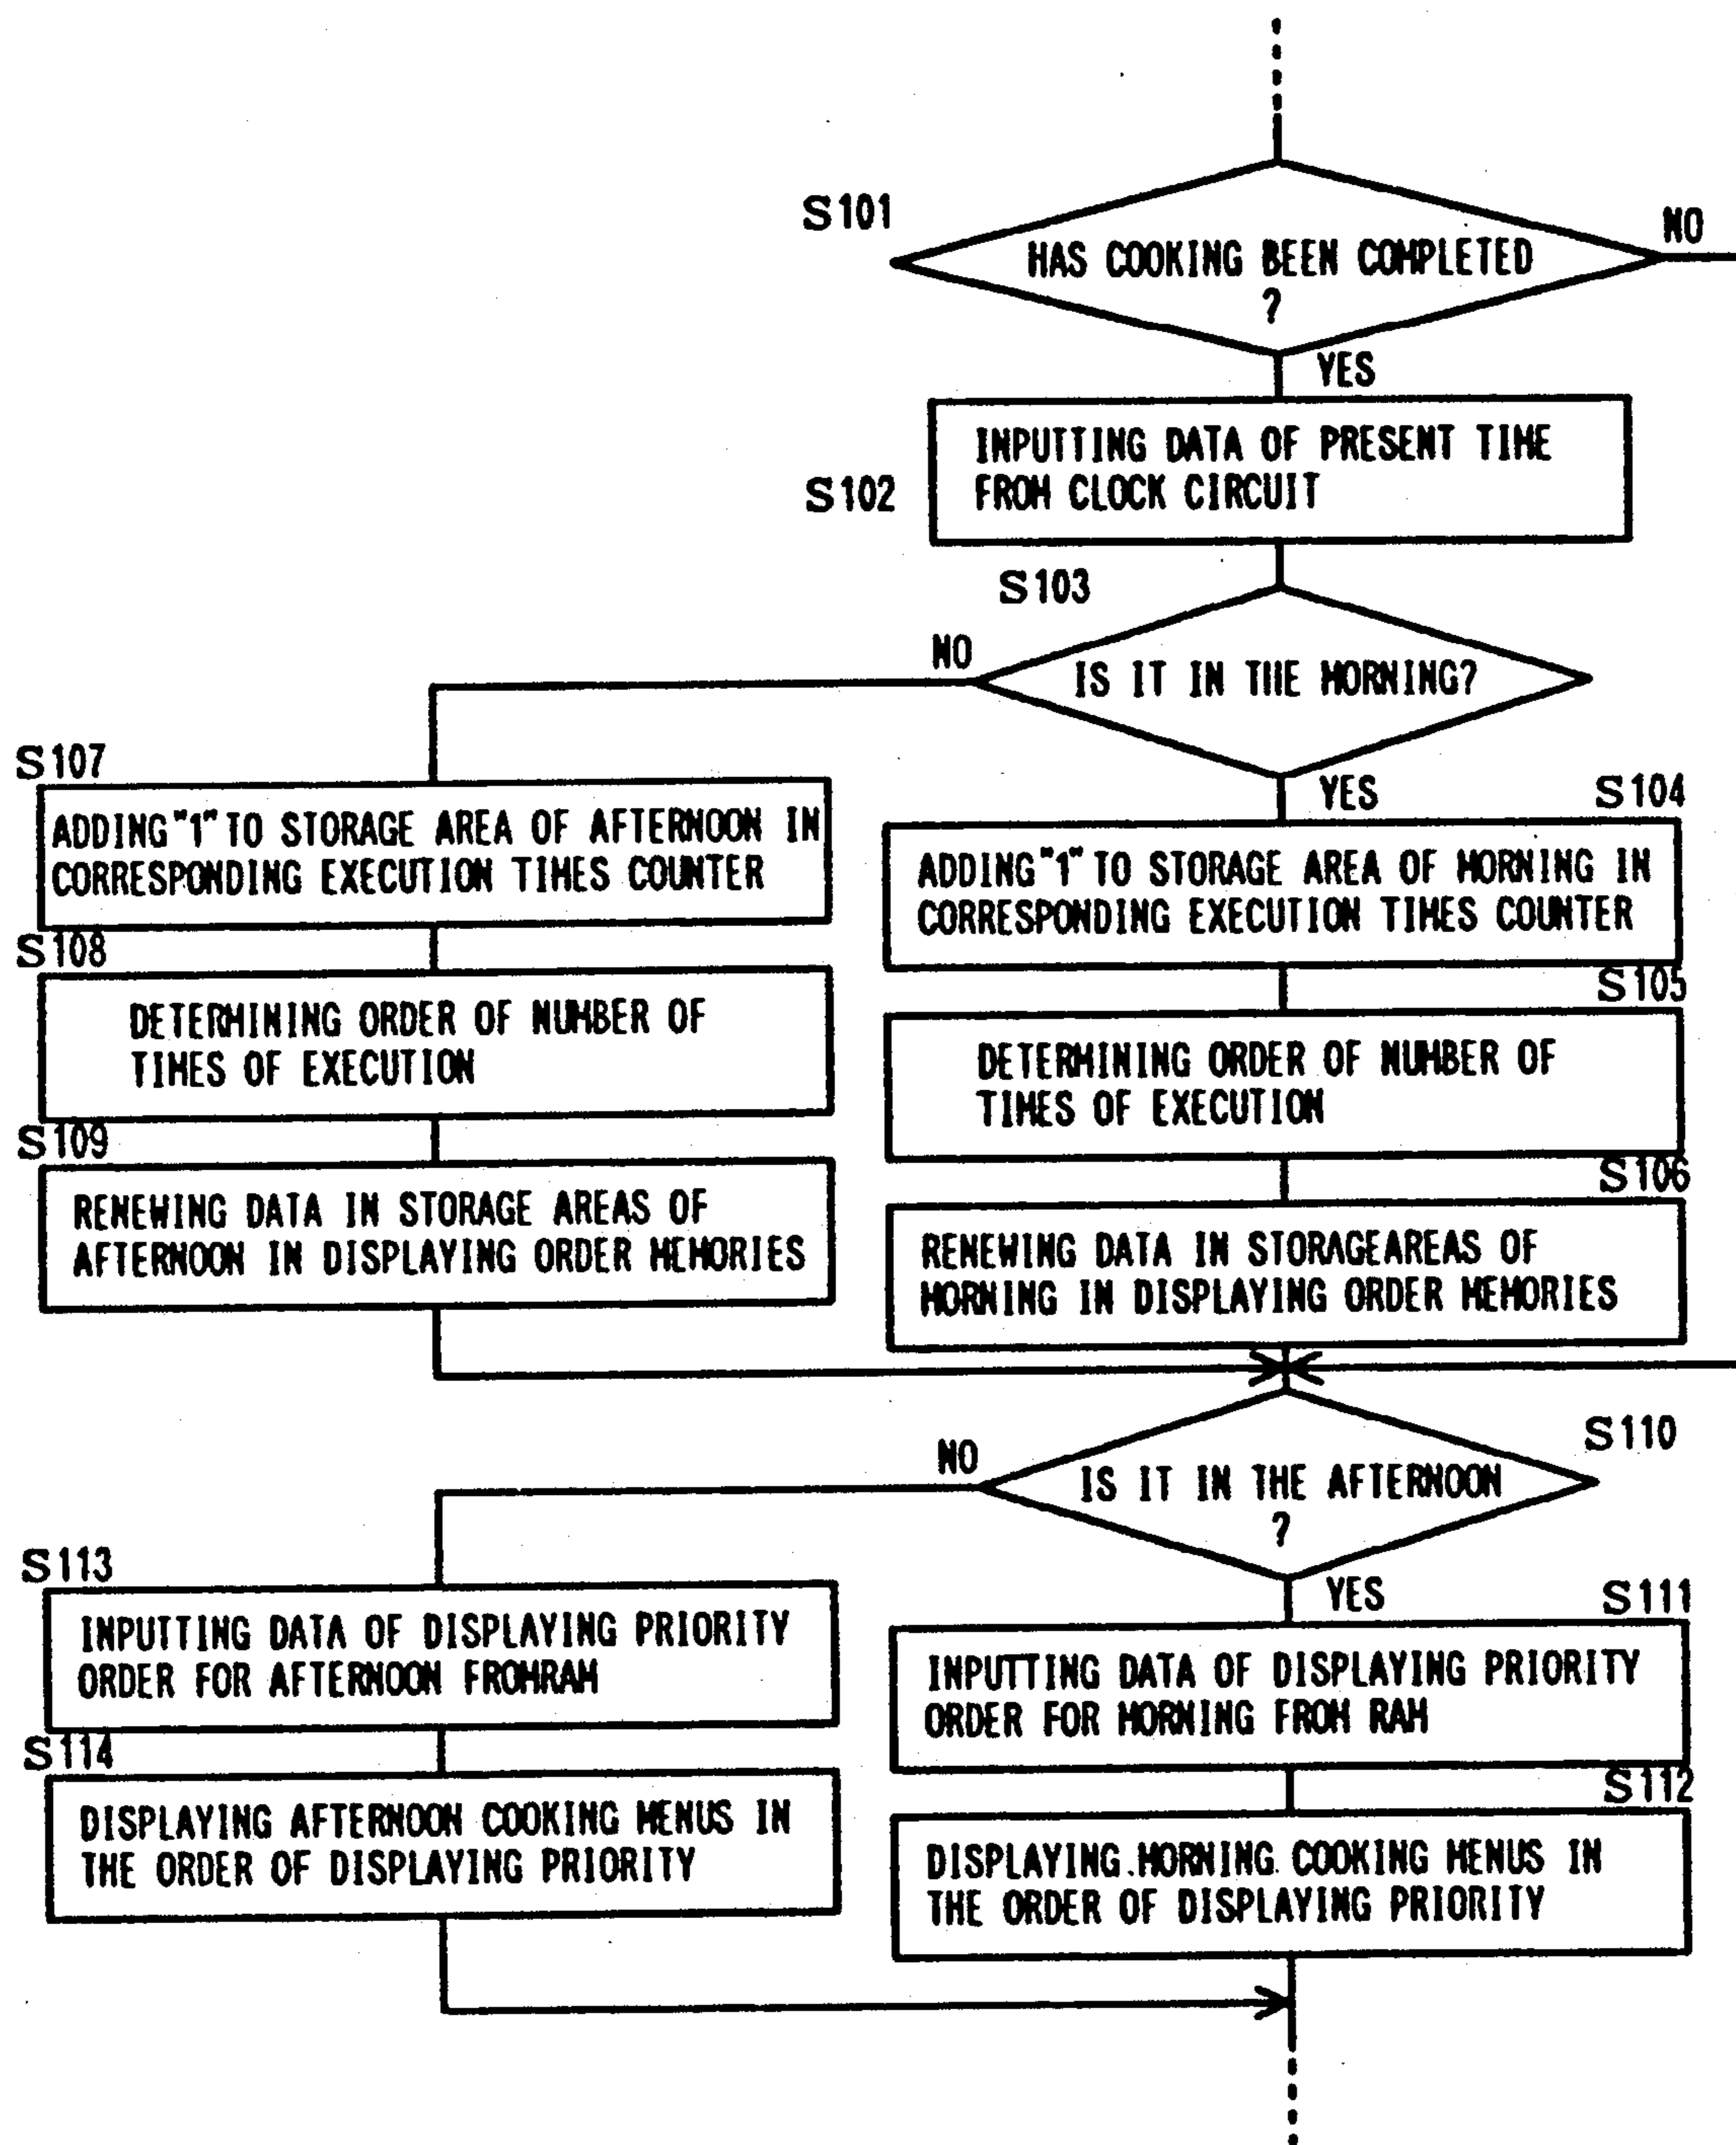 S101
HAS COOKING BEEN COMPLETED
?
NO
YES
S102
INPUTTING DATA OF PRESENT TIME
FROM CLOCK CIRCUIT
S103
IS IT IN THE MORNING?
NO
YES
S107
ADDING "1" TO STORAGE AREA OF AFTERNOON IN
CORRESPONDING EXECUTION TIMES COUNTER
S104
ADDING "1" TO STORAGE AREA OF MORNING IN
CORRESPONDING EXECUTION TIMES COUNTER
S108
DETERMINING ORDER OF NUMBER OF
TIMES OF EXECUTION
S105
DETERMINING ORDER OF NUMBER OF
TIMES OF EXECUTION
S109
RENEWING DATA IN STORAGE AREAS OF
AFTERNOON IN DISPLAYING ORDER MEMORIES
S106
RENEWING DATA IN STORAGEAREAS OF
MORNING IN DISPLAYING ORDER MEMORIES
S110
IS IT IN THE AFTERNOON
?
NO
YES
S113
INPUTTING DATA OF DISPLAYING PRIORITY
ORDER FOR AFTERNOON FROMRAM
S111
INPUTTING DATA OF DISPLAYING PRIORITY
ORDER FOR MORNING FROM RAM
S114
DISPLAYING AFTERNOON COOKING MENUS IN
THE ORDER OF DISPLAYING PRIORITY
S112
DISPLAYING MORNING COOKING MENUS IN
THE ORDER OF DISPLAYING PRIORITY